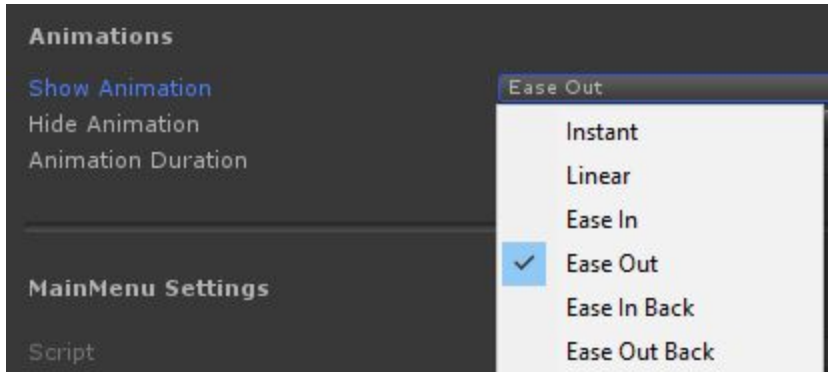 Animations
Show Animation
Ease Out
Hide Animation
Instant
Animation Duration
Linear
Ease In
Ease Out
MainMenu Settings
Ease In Back
Script
Ease Out Back